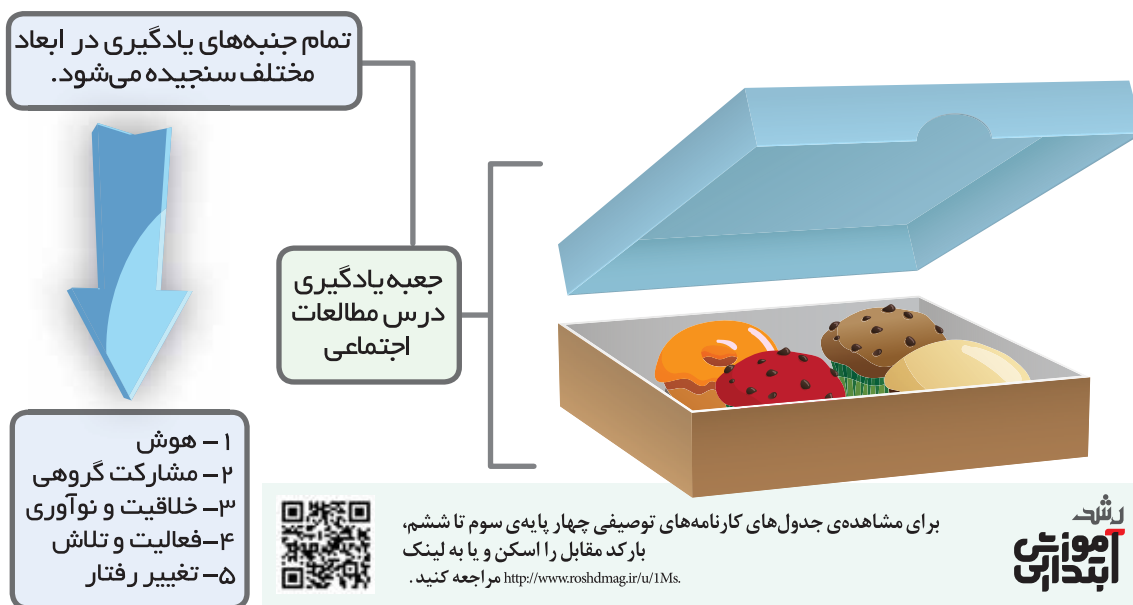 تمام جنبه‌های یادگیری در ابعاد
مختلف سنجیده می‌شود.
جعبه یادگیری
درس مطالعات
اجتماعی
۱- هوش
۲- مشارکت گروهی
۳- خلاقیت و نوآوری
۴-فعالیت و تلاش
۵- تغییر رفتار
برای مشاهده‌ی جدول‌های کارنامه‌های توصیفی چهار پایه‌ی سوم تا ششم،
بارکد مقابل را اسکن و یا به لینک
http://www.roshdmag.ir/u/1Ms. مراجعه کنید.
رشد
آموزش
ابتدایی